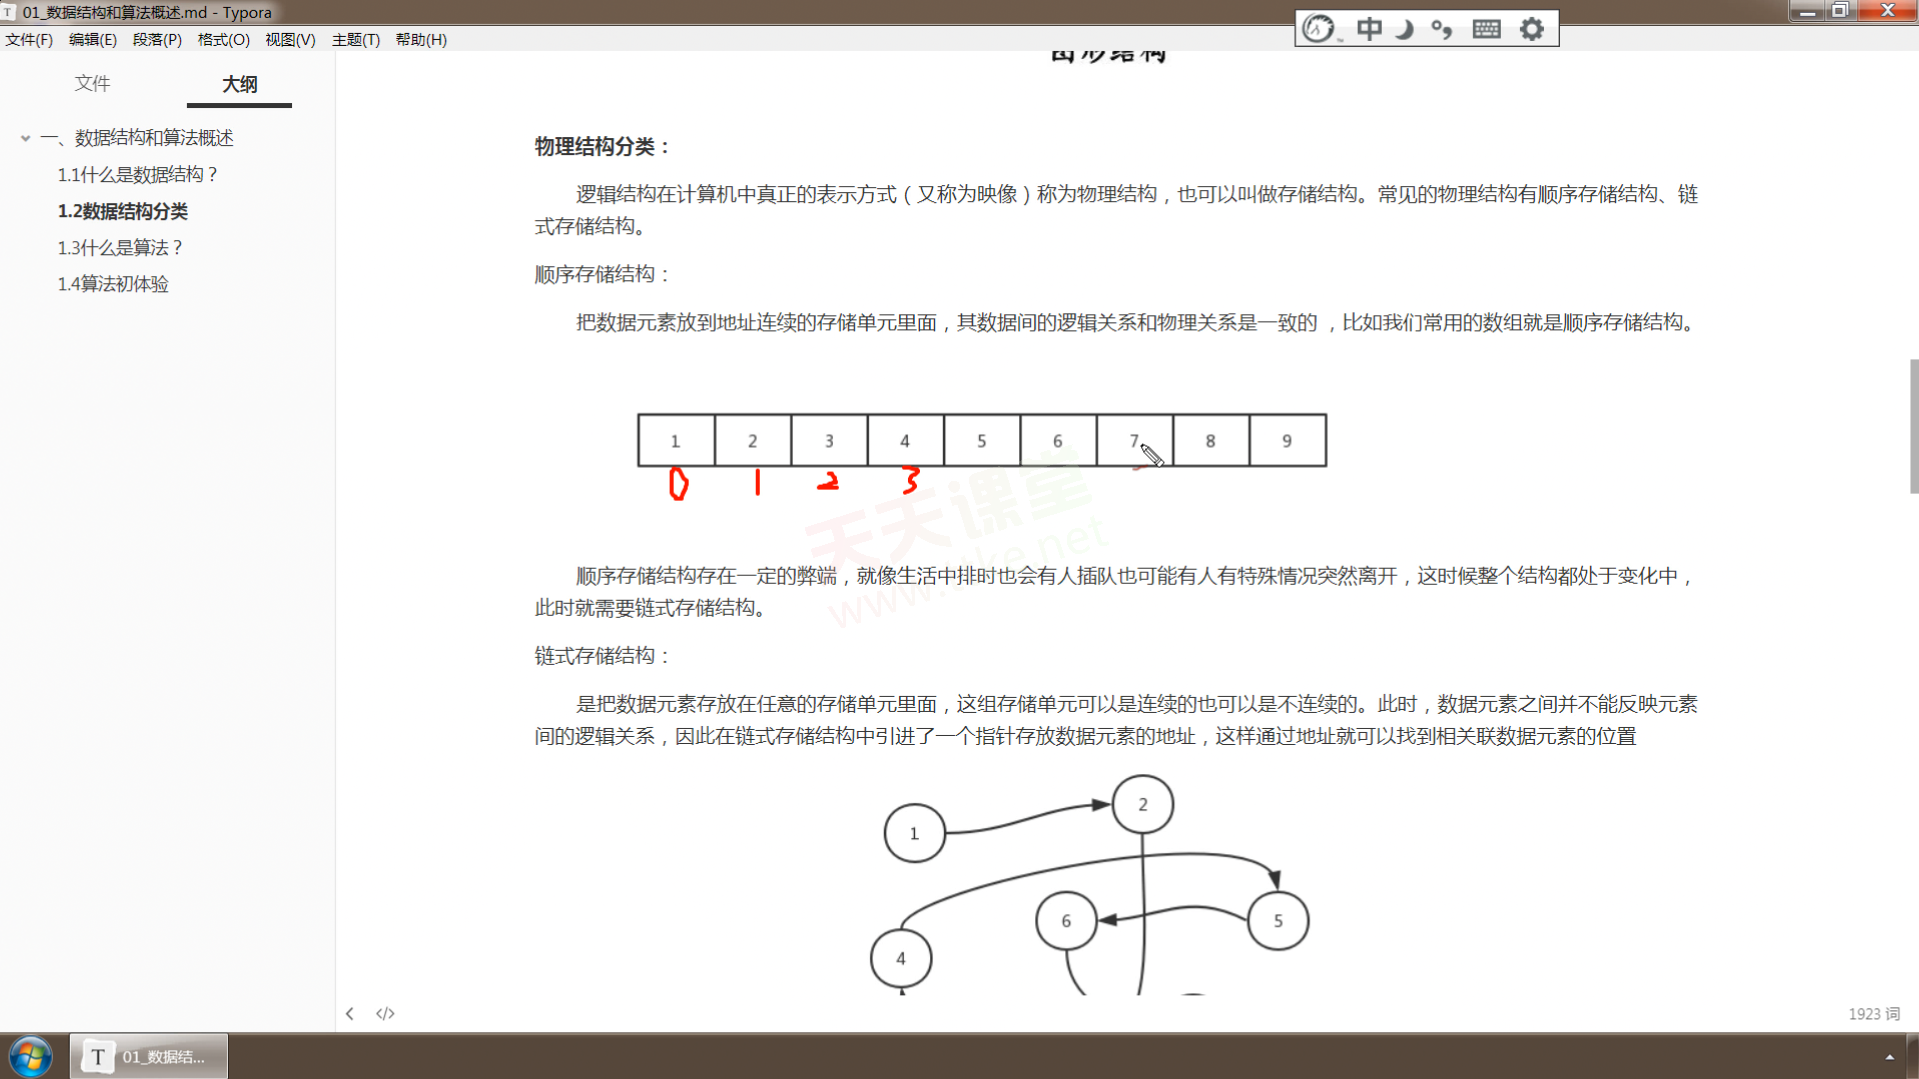 01_数据结构和算法概述.md - Typora
文件(F) 编辑(E) 段落(P) 格式(O) 视图(V) 主题(T) 帮助(H)
中
文件 大纲
一、数据结构和算法概述
1.1什么是数据结构？
1.2数据结构分类
1.3什么是算法？
1.4算法初体验
图形结构
物理结构分类：
逻辑结构在计算机中真正的表示方式（又称为映像）称为物理结构，也可以叫做存储结构。常见的物理结构有顺序存储结构、链
式存储结构。
顺序存储结构：
把数据元素放到地址连续的存储单元里面，其数据间的逻辑关系和物理关系是一致的 ，比如我们常用的数组就是顺序存储结构。
1 2 3 4 5 6 7 8 9
0 1 2 3
天天课堂
顺序存储结构存在一定的弊端，就像生活中排时也会有人插队也可能有人有特殊情况突然离开，这时候整个结构都处于变化中，
此时就需要链式存储结构。
链式存储结构：
是把数据元素存放在任意的存储单元里面，这组存储单元可以是连续的也可以是不连续的。此时，数据元素之间并不能反映元素
间的逻辑关系，因此在链式存储结构中引进了一个指针存放数据元素的地址，这样通过地址就可以找到相关联数据元素的位置
2
1
6
5
4
1923 词
T 01_数据结...